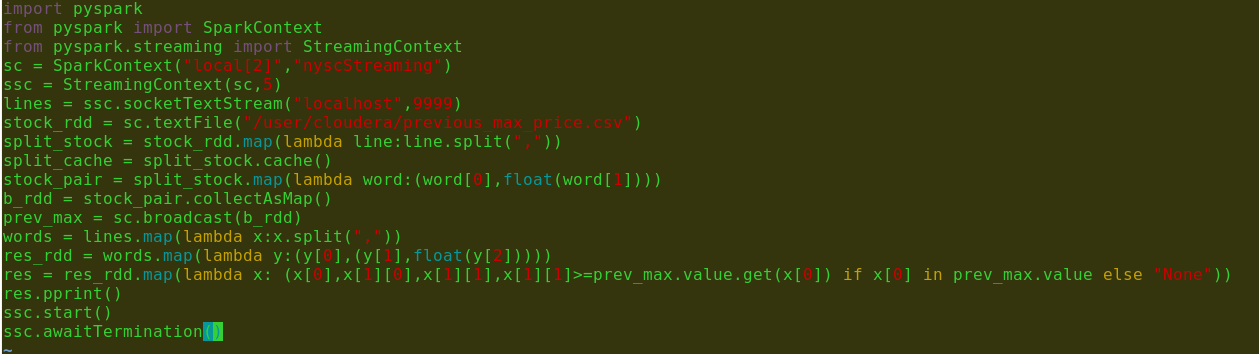 import pyspark
from pyspark import SparkContext
from pyspark.streaming import StreamingContext
sc = SparkContext("local[2]","nyscStreaming")
ssc = StreamingContext(sc,5)
lines = ssc.socketTextStream("localhost",9999)
stock_rdd = sc.textFile("/user/cloudera/previous_max_price.csv")
split_stock = stock_rdd.map(lambda line:line.split(","))
split_cache = split_stock.cache()
stock_pair = split_stock.map(lambda word:(word[0],float(word[1])))
b_rdd = stock_pair.collectAsMap()
prev_max = sc.broadcast(b_rdd)
words = lines.map(lambda x:x.split(","))
res_rdd = words.map(lambda y:(y[0],(y[1],float(y[2]))))
res = res_rdd.map(lambda x: (x[0],x[1][0],x[1][1],x[1][1]>=prev_max.value.get(x[0]) if x[0] in prev_max.value else "None"))
res.pprint()
ssc.start()
ssc.awaitTermination()
~